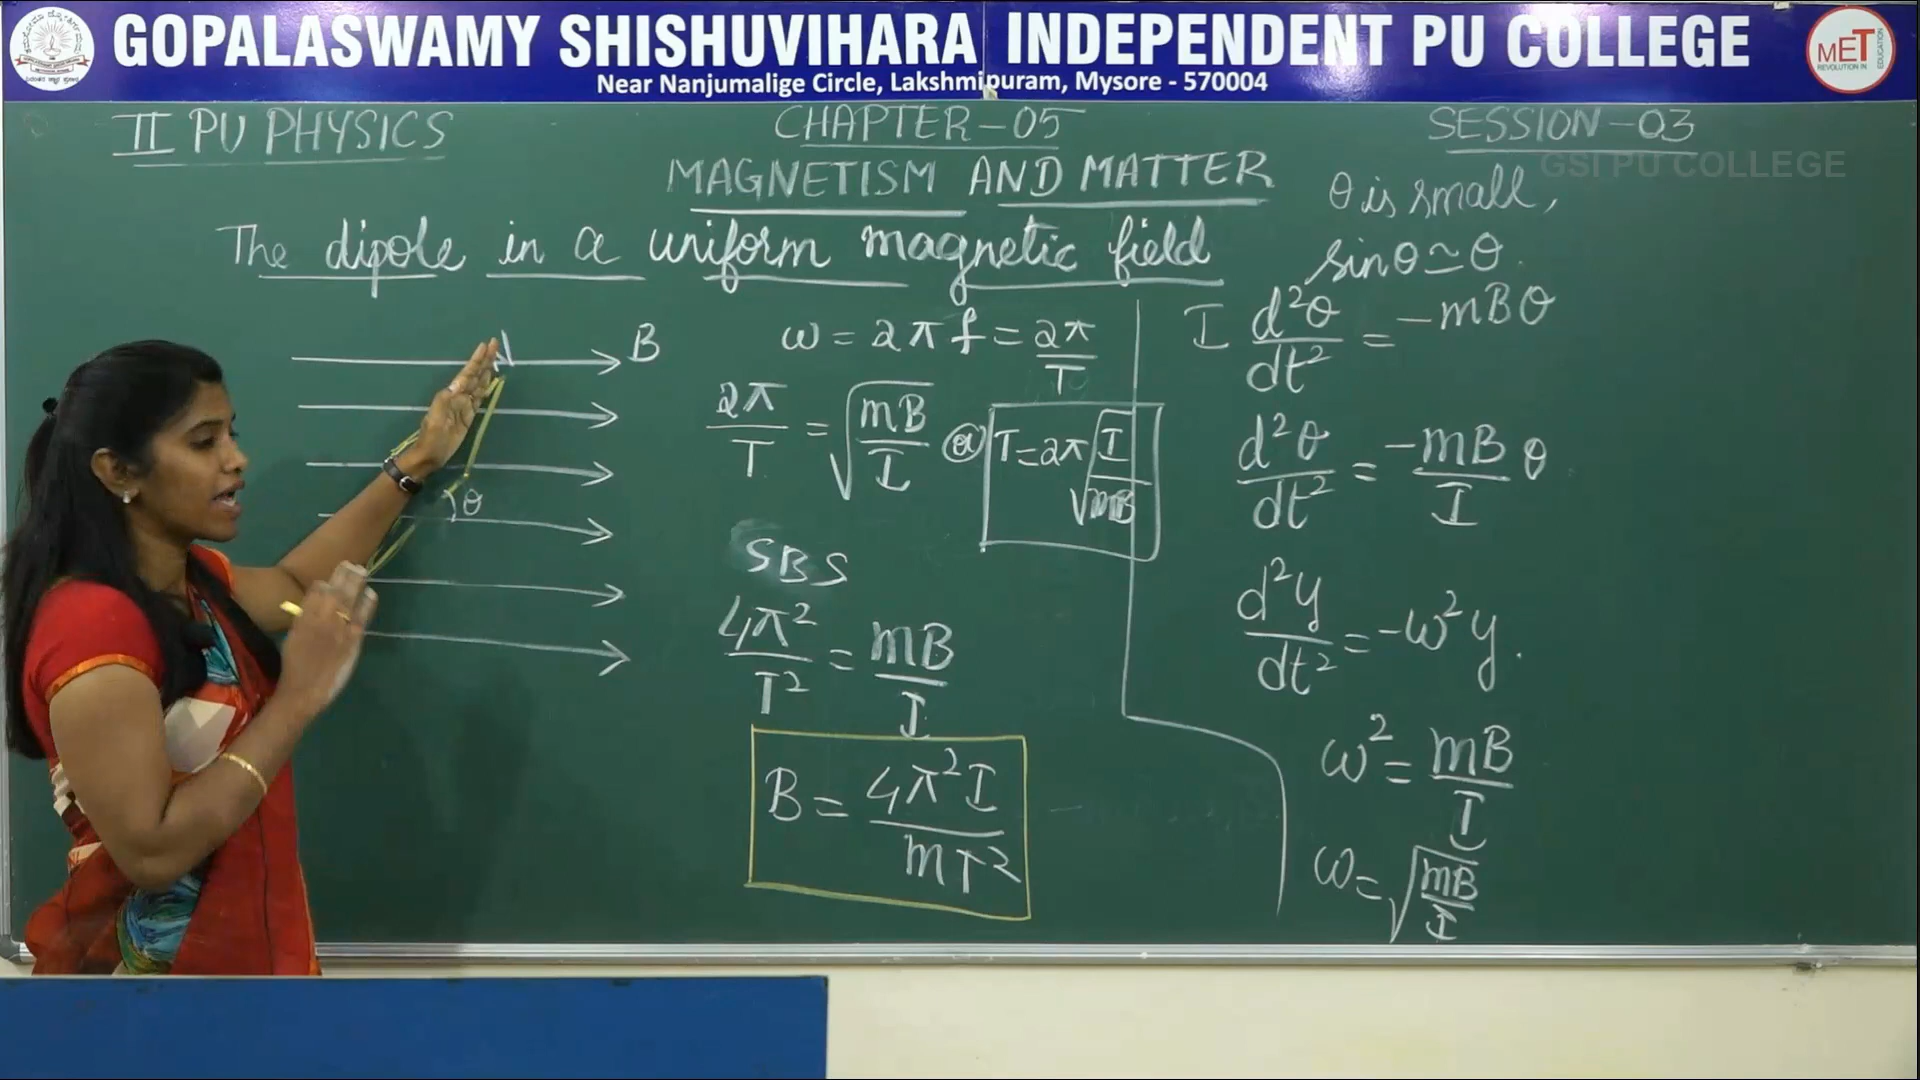 GOPALASWAMY SHISHUVIHARA INDEPENDENT PU COLLEGE
Near Nanjumalige Circle, Lakshmipuram, Mysore - 570004
MET
REVOLUTION IN EDUCATION
II PU PHYSICS
CHAPTER-05
SESSION-03
GSI PU COLLEGE
MAGNETISM AND MATTER
The dipole in a uniform magnetic field
B
θ
ω = 2πf = 2π/T
2π/T = √(mB/I) @ T=2π√(I/mB)
SBS
4π²/T² = mB/I
B = 4π²I/mT²
θ is small,
sinθ ≃ θ.
I d²θ/dt² = -mBθ
d²θ/dt² = -mB/I θ
d²y/dt² = -ω²y.
ω² = mB/I
ω = √(mB/I)